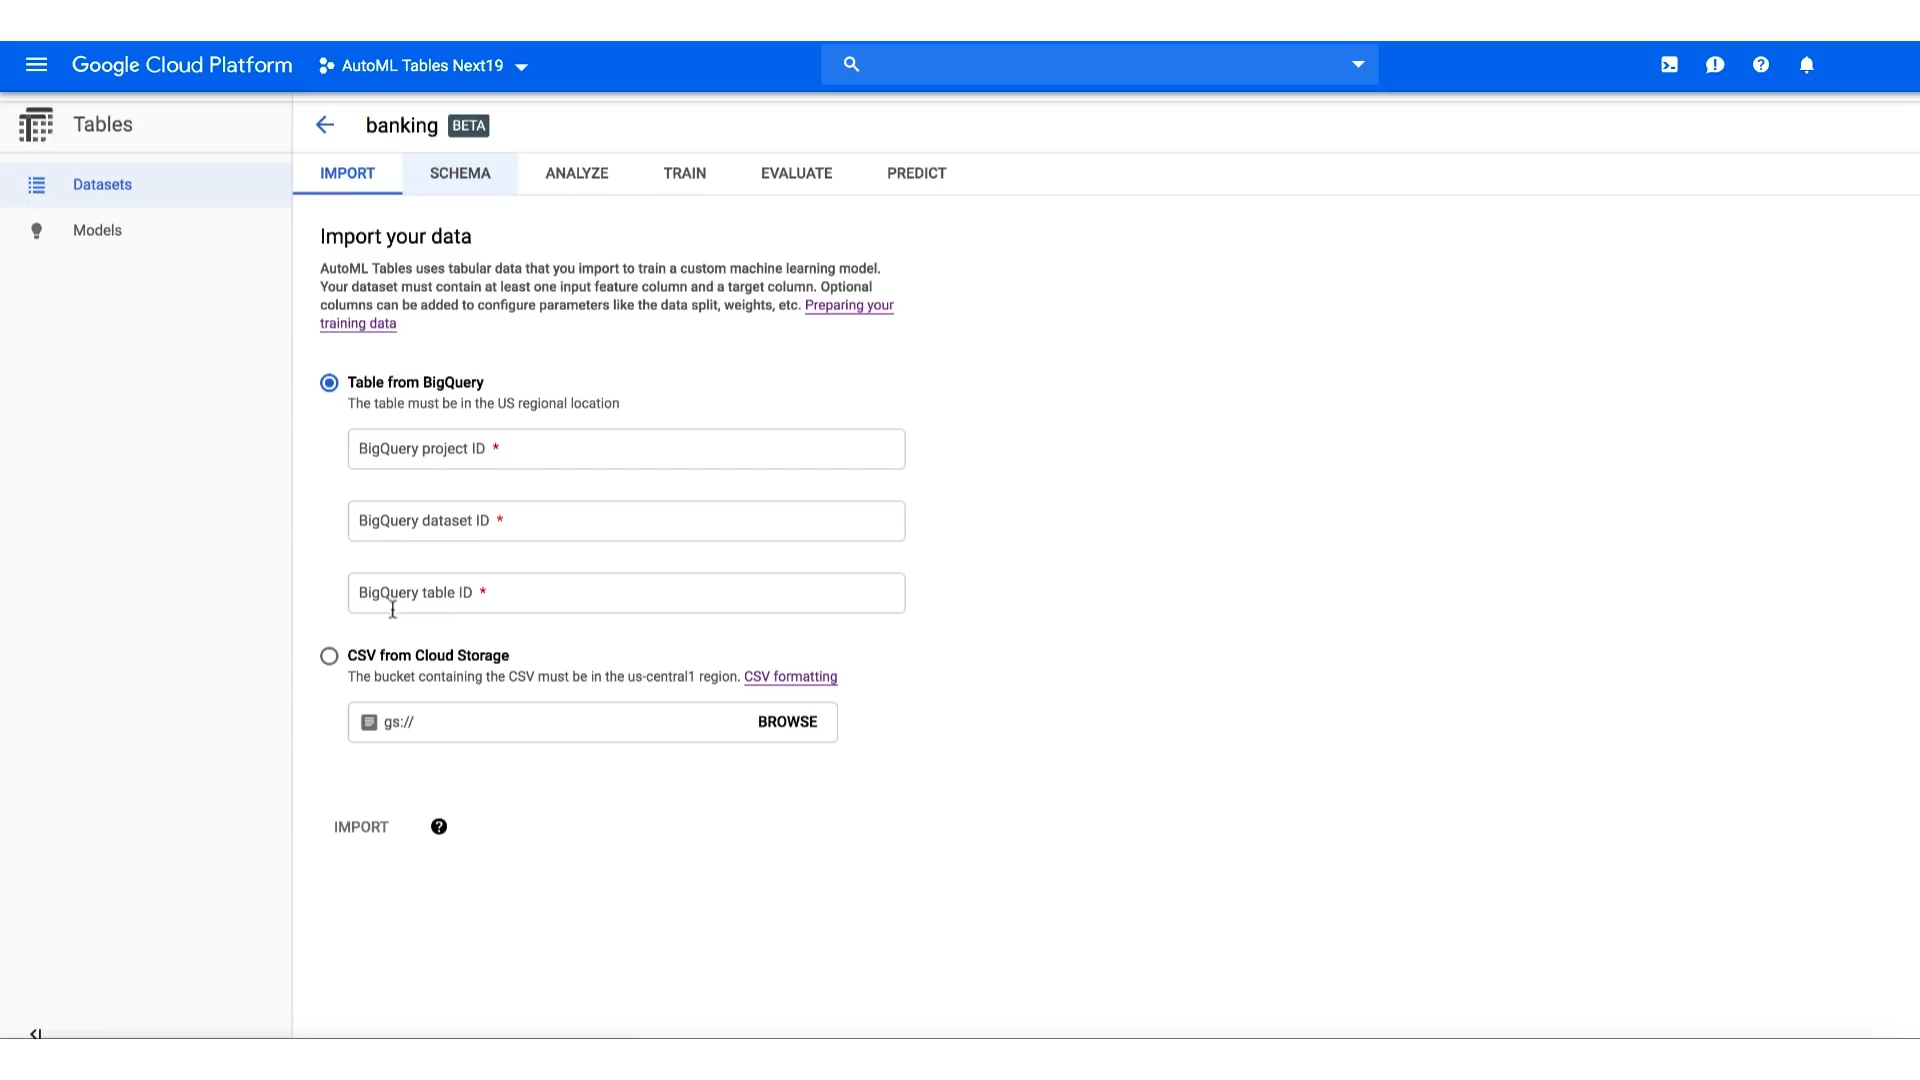 Google Cloud Platform
AutoML Tables Next19
Tables
banking BETA
Datasets
Models
IMPORT
SCHEMA
ANALYZE
TRAIN
EVALUATE
PREDICT
Import your data
AutoML Tables uses tabular data that you import to train a custom machine learning model.
Your dataset must contain at least one input feature column and a target column. Optional
columns can be added to configure parameters like the data split, weights, etc. Preparing your
training data
Table from BigQuery
The table must be in the US regional location
BigQuery project ID *
BigQuery dataset ID *
BigQuery table ID *
CSV from Cloud Storage
The bucket containing the CSV must be in the us-central1 region. CSV formatting
gs://
BROWSE
IMPORT